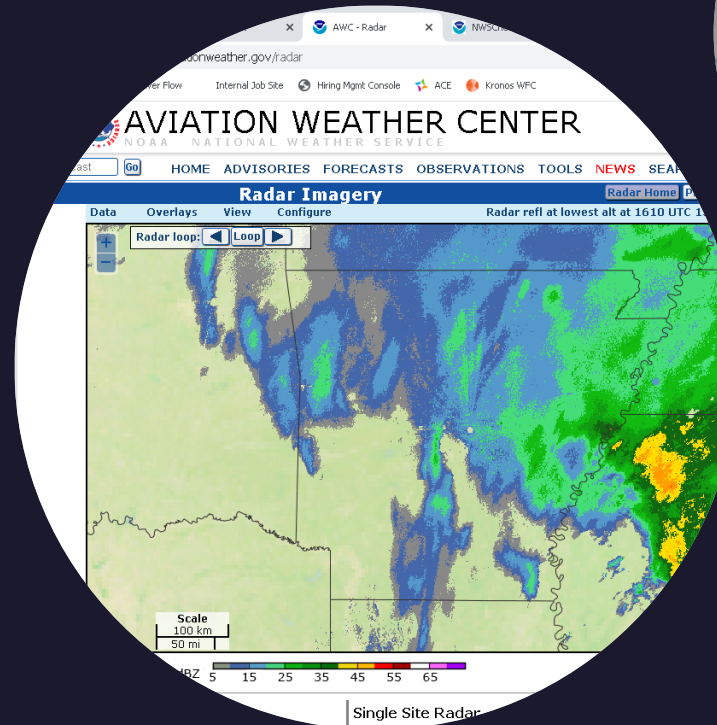 AWC - Radar
onweather.gov/radar
Flow Internal Job Site Hiring Mgmt Console ACE Kronos WFC
AVIATION WEATHER CENTER
NOAA NATIONAL WEATHER SERVICE
Go HOME ADVISORIES FORECASTS OBSERVATIONS TOOLS NEWS
Radar Imagery Radar Home
Data Overlays View Configure Radar refl at lowest alt at 1610 UTC
Radar loop: Loop
+
−
Scale
100 km
50 mi
5 15 25 35 45 55 65
Single Site Radar